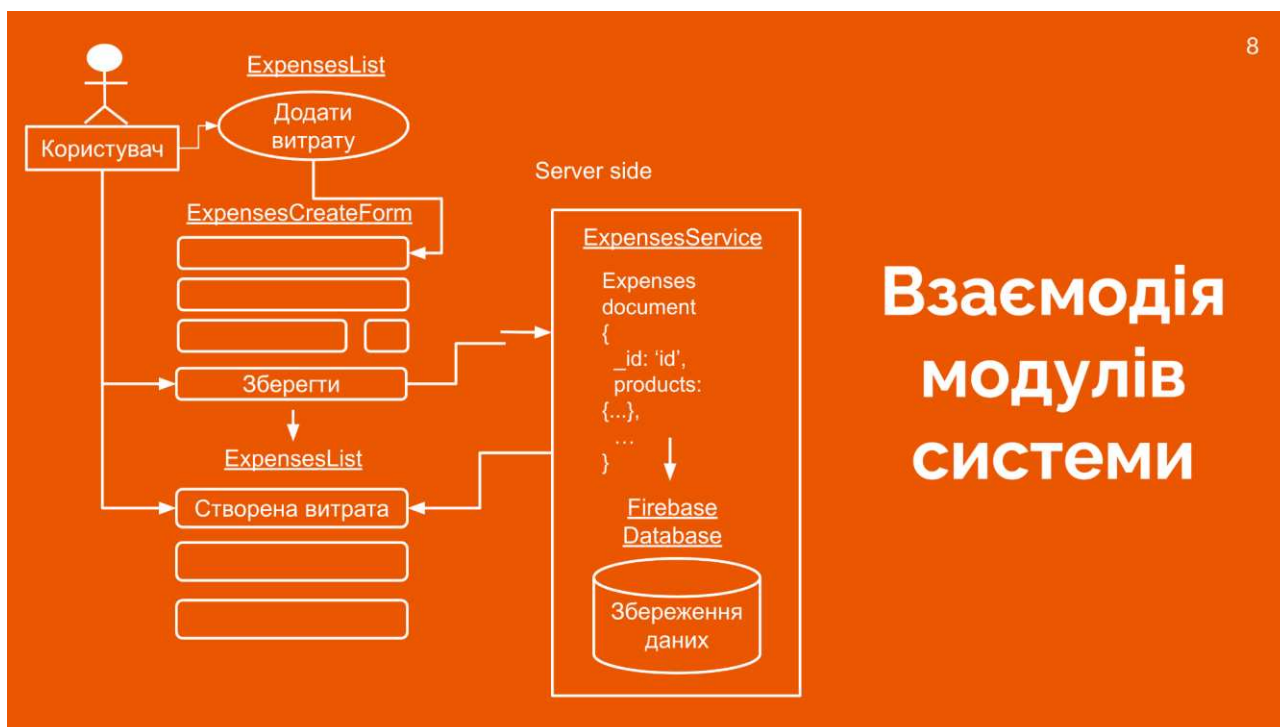 8
ExpensesList
Додати
витрату
Користувач
ExpensesCreateForm
Зберегти
ExpensesList
Створена витрата
Server side
ExpensesService
Expenses
document
{
_id: ‘id’,
products:
{...},
...
}
Firebase
Database
Збереження
даних
Взаємодія
модулів
системи